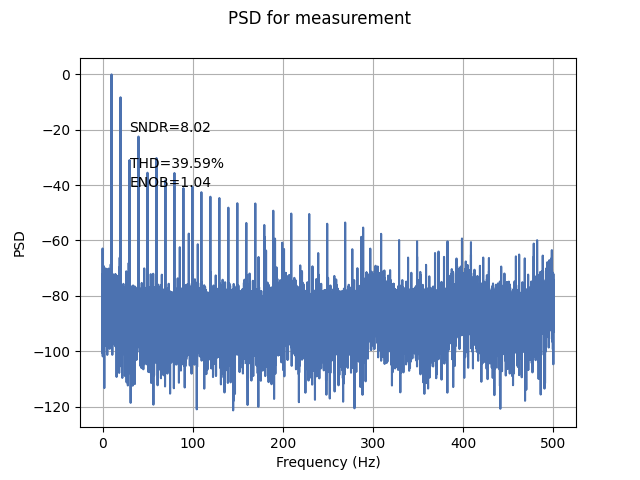 PSD for measurement
0
−20
−40
−60
−80
−100
−120
PSD
SNDR=8.02
THD=39.59%
ENOB=1.04
0
100
200
300
400
500
Frequency (Hz)